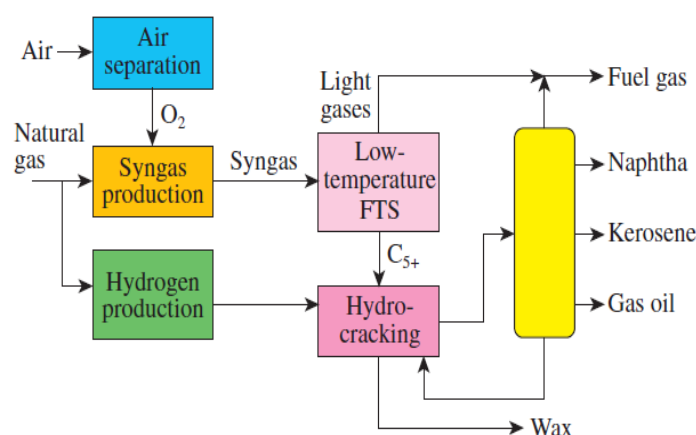 Air
Air
separation
O₂
Natural
gas
Syngas
production
Syngas
Light
gases
Low-
temperature
FTS
C₅₊
Hydrogen
production
Hydro-
cracking
Fuel gas
Naphtha
Kerosene
Gas oil
Wax